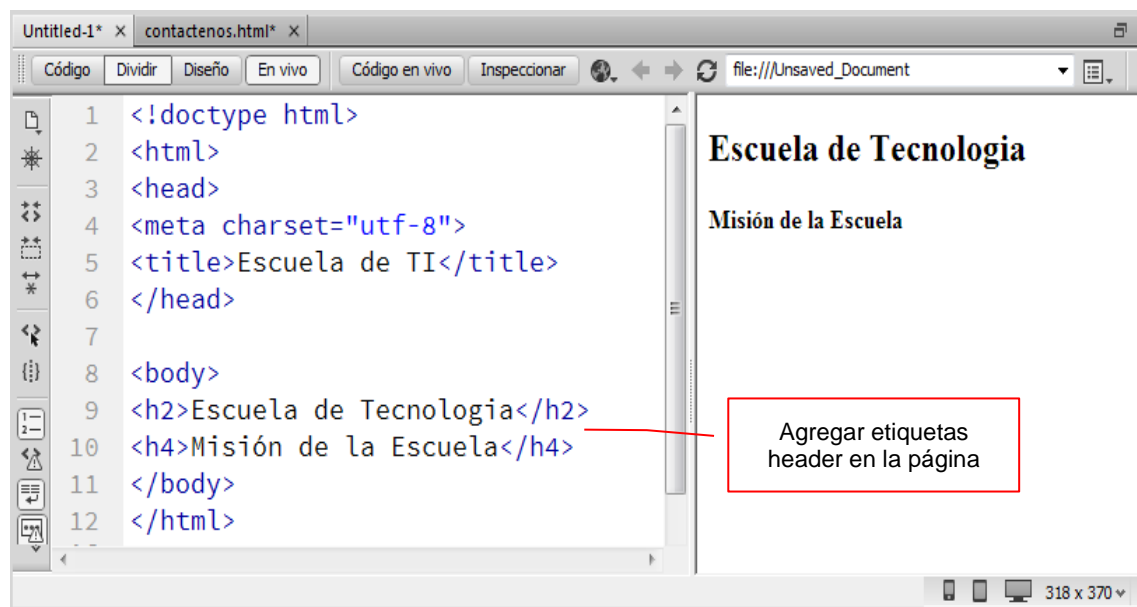 Untitled-1* × contactenos.html* ×
Código Dividir Diseño En vivo Código en vivo Inspeccionar file:///Unsaved_Document
1 <!doctype html>
2 <html>
3 <head>
4 <meta charset="utf-8">
5 <title>Escuela de TI</title>
6 </head>
7
8 <body>
9 <h2>Escuela de Tecnologia</h2>
10 <h4>Misión de la Escuela</h4>
11 </body>
12 </html>
Escuela de Tecnologia
Misión de la Escuela
Agregar etiquetas
header en la página
318 x 370